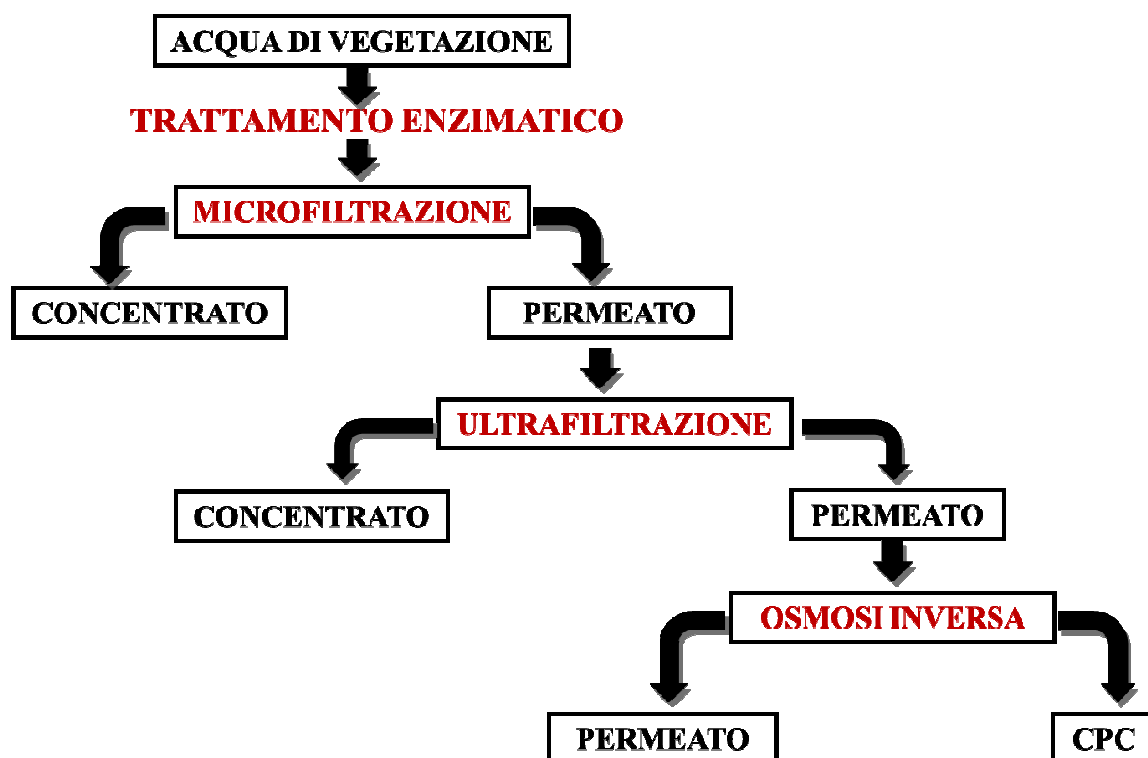 ACQUA DI VEGETAZIONE
TRATTAMENTO ENZIMATICO
MICROFILTRAZIONE
CONCENTRATO
PERMEATO
ULTRAFILTRAZIONE
CONCENTRATO
PERMEATO
OSMOSI INVERSA
PERMEATO
CPC